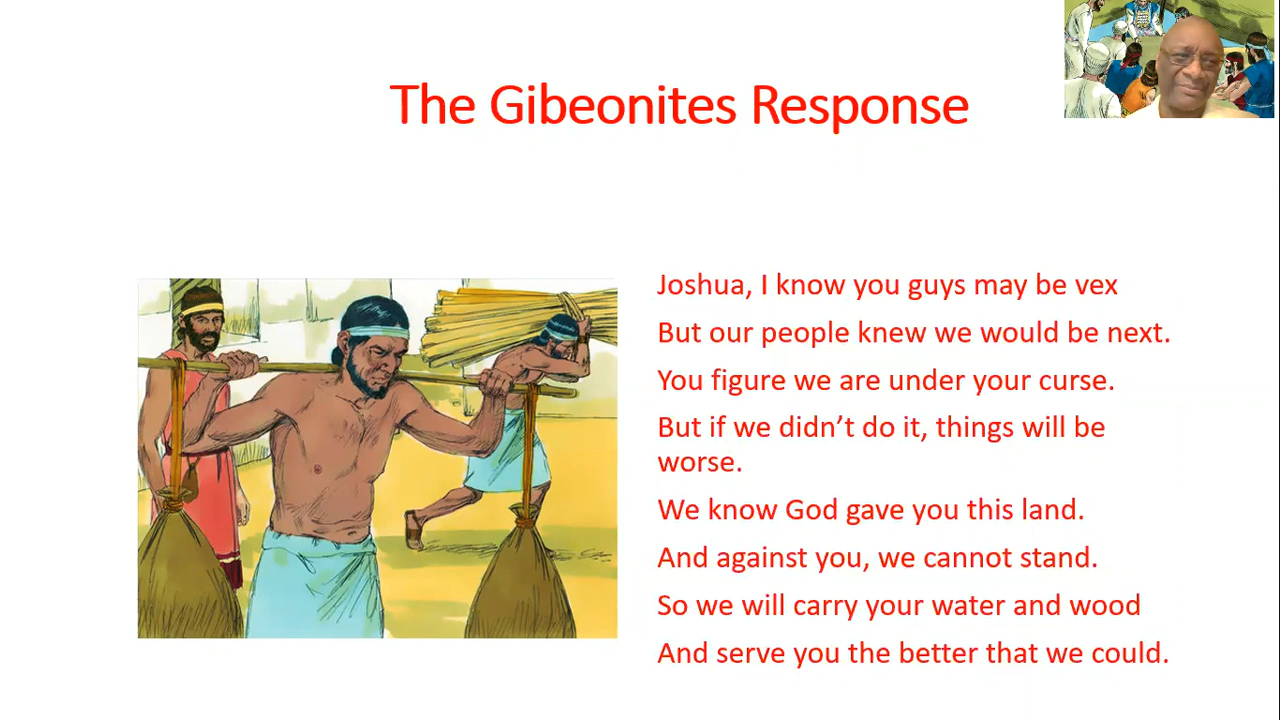 The Gibeonites Response
Joshua, I know you guys may be vex
But our people knew we would be next.
You figure we are under your curse.
But if we didn’t do it, things will be
worse.
We know God gave you this land.
And against you, we cannot stand.
So we will carry your water and wood
And serve you the better that we could.